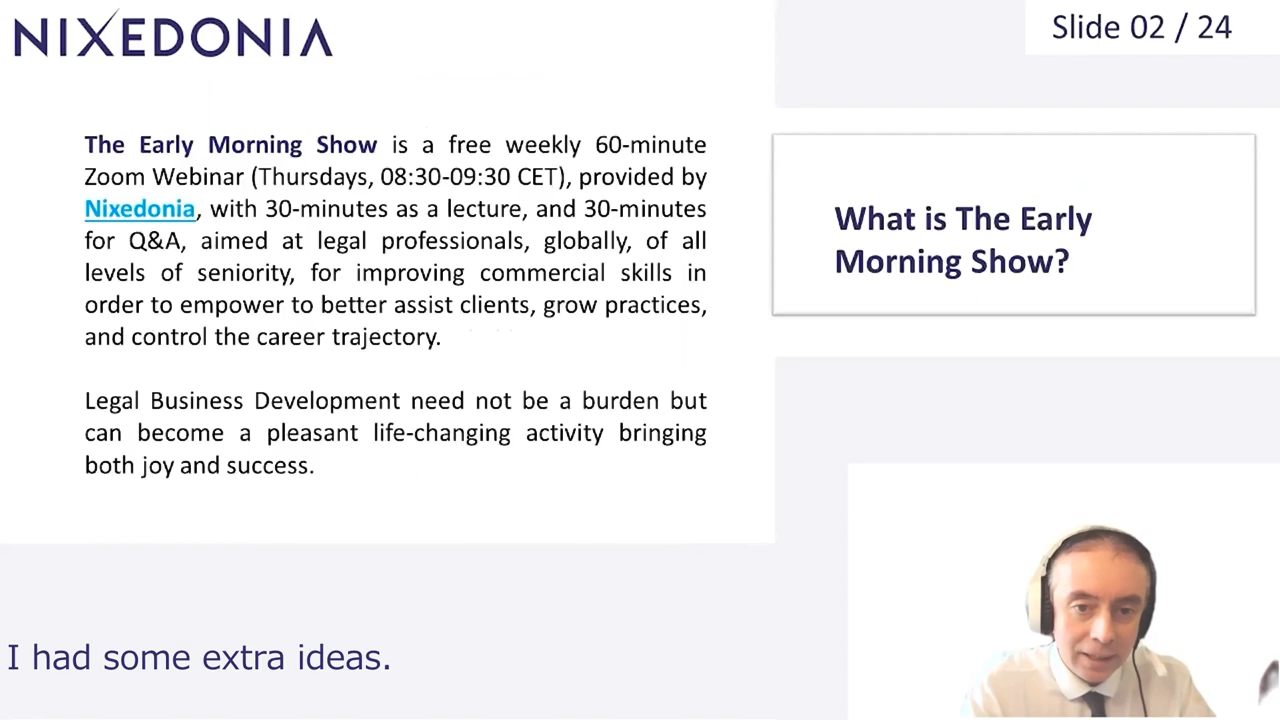 NIXEDONIA
Slide 02 / 24
The Early Morning Show is a free weekly 60-minute
Zoom Webinar (Thursdays, 08:30-09:30 CET), provided by
Nixedonia, with 30-minutes as a lecture, and 30-minutes
for Q&A, aimed at legal professionals, globally, of all
levels of seniority, for improving commercial skills in
order to empower to better assist clients, grow practices,
and control the career trajectory.
Legal Business Development need not be a burden but
can become a pleasant life-changing activity bringing
both joy and success.
What is The Early
Morning Show?
I had some extra ideas.